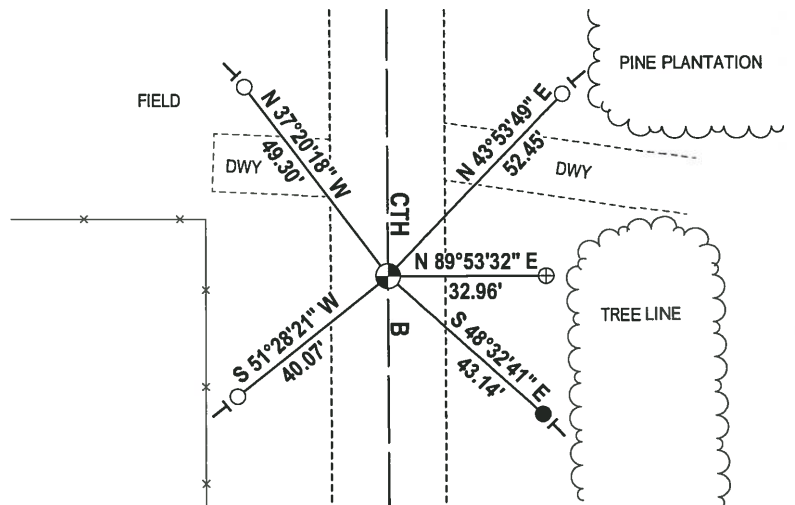 PINE PLANTATION
FIELD
N 37°20'18" W
49.30'
N 43°53'49" E
52.45'
DWY
DWY
CTH
N 89°53'32" E
32.96'
B
TREE LINE
S 51°28'21" W
40.07'
S 48°32'41" E
43.14'